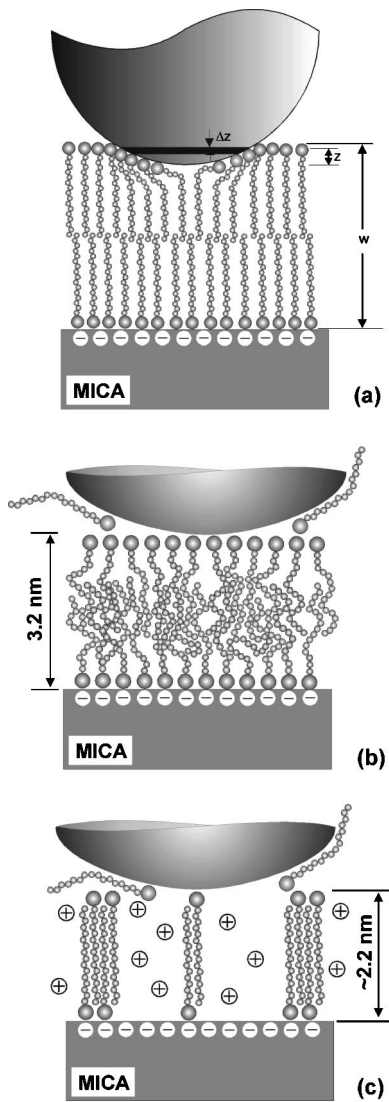 Δz
z
w
− − − − − − − − − − − −
MICA
(a)
3.2 nm
− − − − − − − − − − − −
MICA
(b)
+ + + + + + + + + +
~2.2 nm
− − − − − − − − − − − −
MICA
(c)